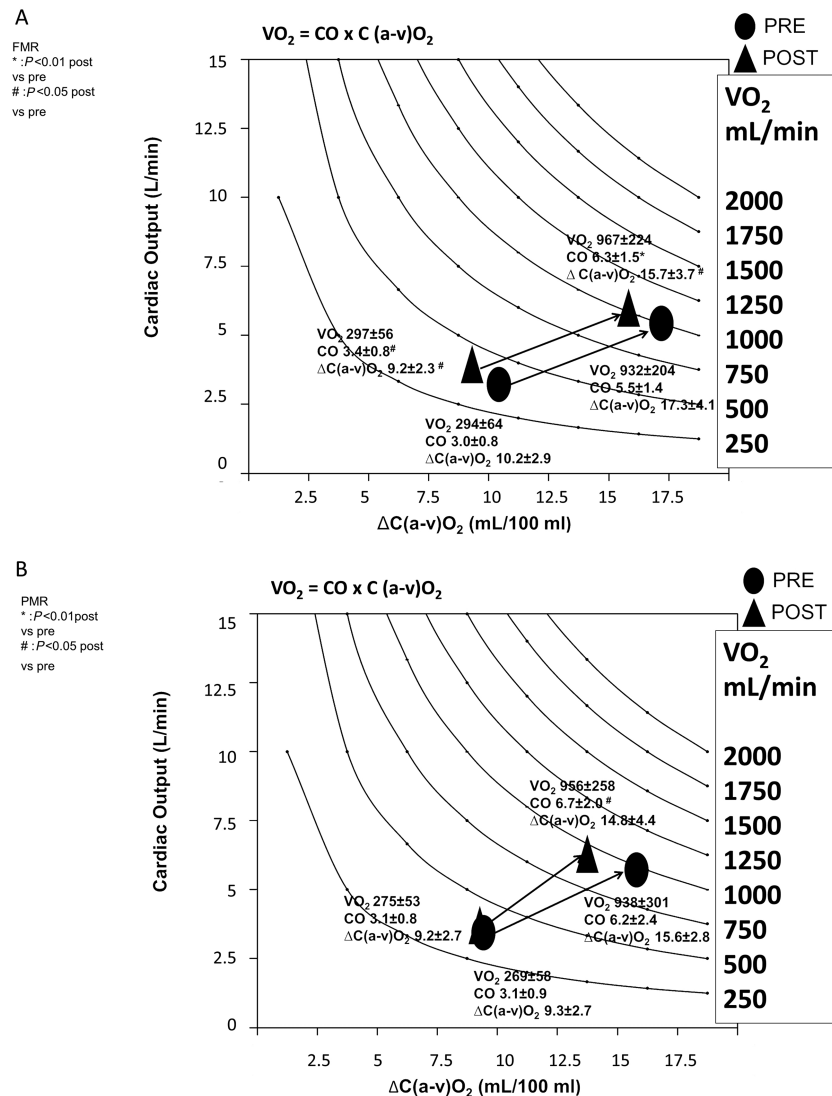 A
FMR
* :P<0.01 post
vs pre
# :P<0.05 post
vs pre
VO₂ = CO x C (a-v)O₂
PRE
POST
VO₂
mL/min
2000
1750
1500
1250
1000
750
500
250
Cardiac Output (L/min)
15
12.5
10
7.5
5
2.5
0
VO₂ 967±224
CO 6.3±1.5*
Δ C(a-v)O₂ 15.7±3.7 #
VO₂ 297±56
CO 3.4±0.8#
ΔC(a-v)O₂ 9.2±2.3 #
VO₂ 932±204
CO 5.5±1.4
ΔC(a-v)O₂ 17.3±4.1
VO₂ 294±64
CO 3.0±0.8
ΔC(a-v)O₂ 10.2±2.9
2.5 5 7.5 10 12.5 15 17.5
ΔC(a-v)O₂ (mL/100 ml)
B
PMR
* :P<0.01post
vs pre
# :P<0.05 post
vs pre
VO₂ = CO x C (a-v)O₂
PRE
POST
VO₂
mL/min
2000
1750
1500
1250
1000
750
500
250
Cardiac Output (L/min)
15
12.5
10
7.5
5
2.5
0
VO₂ 956±258
CO 6.7±2.0 #
ΔC(a-v)O₂ 14.8±4.4
VO₂ 275±53
CO 3.1±0.8
ΔC(a-v)O₂ 9.2±2.7
VO₂ 938±301
CO 6.2±2.4
ΔC(a-v)O₂ 15.6±2.8
VO₂ 269±58
CO 3.1±0.9
ΔC(a-v)O₂ 9.3±2.7
2.5 5 7.5 10 12.5 15 17.5
ΔC(a-v)O₂ (mL/100 ml)